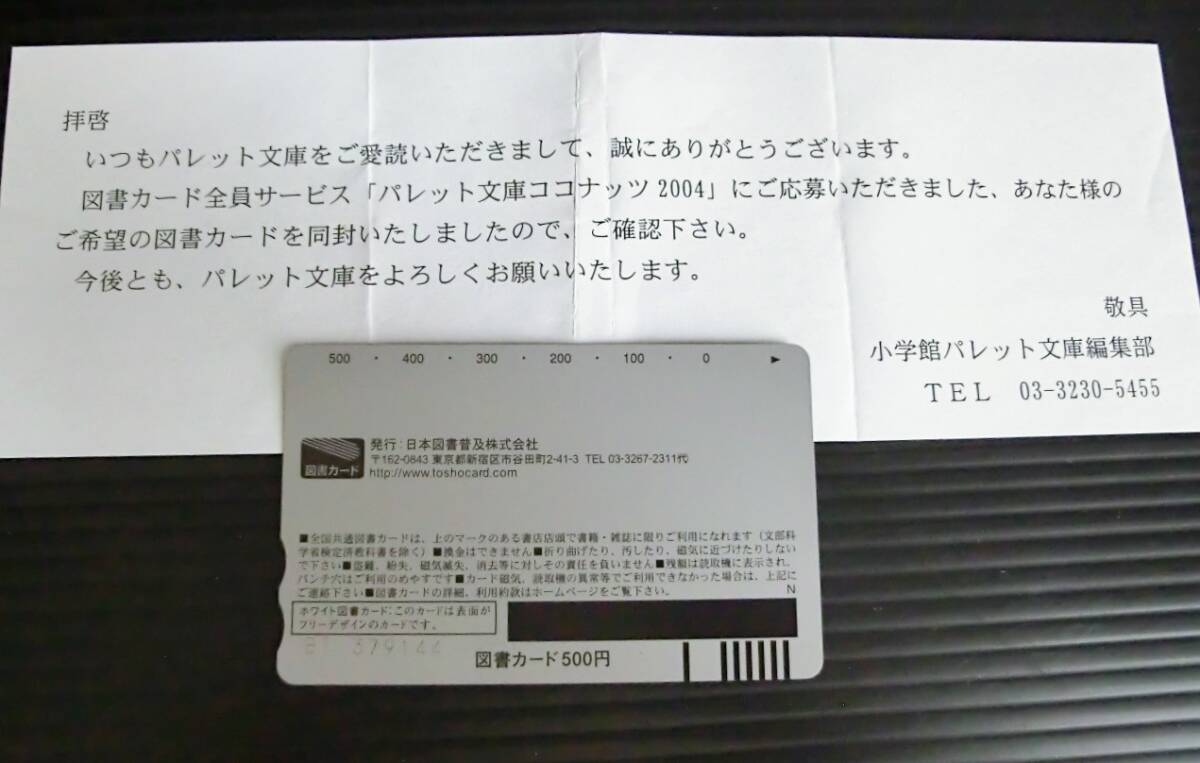 拝啓
いつもパレット文庫をご愛読いただきまして、誠にありがとうございます。
図書カード全員サービス「パレット文庫ココナッツ2004」にご応募いただきました、あなた様の
ご希望の図書カードを同封いたしましたので、ご確認下さい。
今後とも、パレット文庫をよろしくお願いいたします。
敬具
小学館パレット文庫編集部
TEL 03-3230-5455
500 ・ 400 ・ 300 ・ 200 ・ 100 ・ 0 ▶
図書カード
発行:日本図書普及株式会社
〒162-0843 東京都新宿区市谷田町2-41-3 TEL 03-3267-2311代
http://www.toshocard.com
■全国共通図書カードは、上のマークのある書店店頭で書籍・雑誌に限りご利用になれます(文部科
学省検定済教科書を除く)■換金はできません■折り曲げたり、汚したり、磁気に近づけたりしない
で下さい■盗難、紛失、磁気滅失、消去等に対しその責任を負いません■残額は読取機に表示され、
パンチ穴はご利用のめやすです■カード磁気、読取機の異常等でご利用できなかった場合は、上記に
ご連絡下さい■図書カードの詳細、利用約款はホームページをご覧下さい。
N
ホワイト図書カード:このカードは表面が
フリーデザインのカードです。
図書カード500円